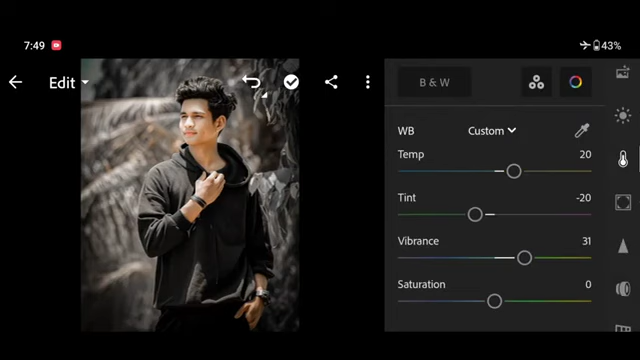 7:49
43%
Edit
B & W
WB
Custom
Temp
20
Tint
-20
Vibrance
31
Saturation
0